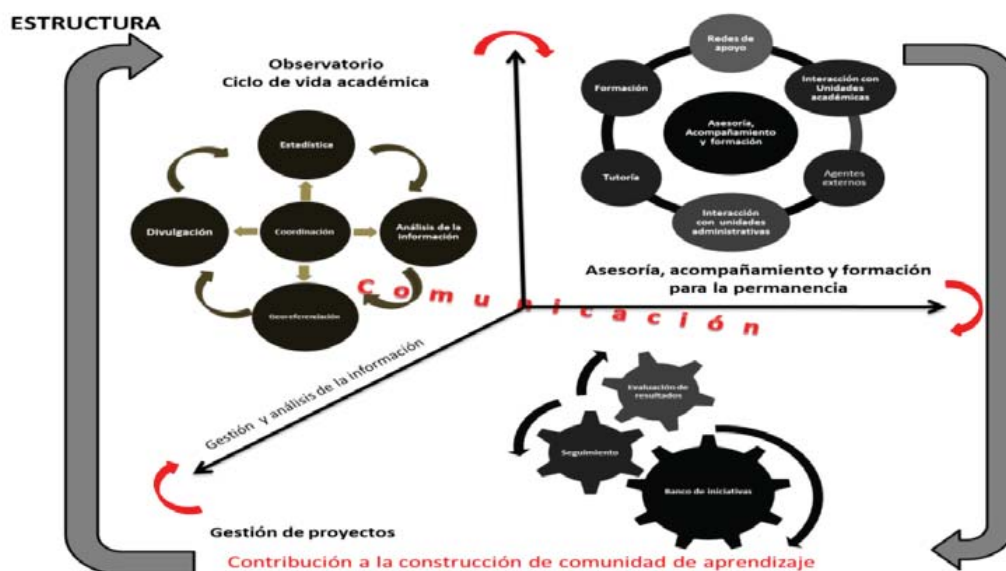 ESTRUCTURA
Observatorio
Ciclo de vida académica
Estadística
Divulgación
Coordinación
Análisis de la
información
Georeferenciación
Redes de
apoyo
Formación
Interacción con
Unidades
académicas
Asesoría,
Acompañamiento
y formación
Tutoría
Agentes
externos
Interacción
con unidades
administrativas
Asesoría, acompañamiento y formación
para la permanencia
Comunicación
Gestión y análisis de la información
Evaluación de
resultados
Seguimiento
Banco de iniciativas
Gestión de proyectos
Contribución a la construcción de comunidad de aprendizaje